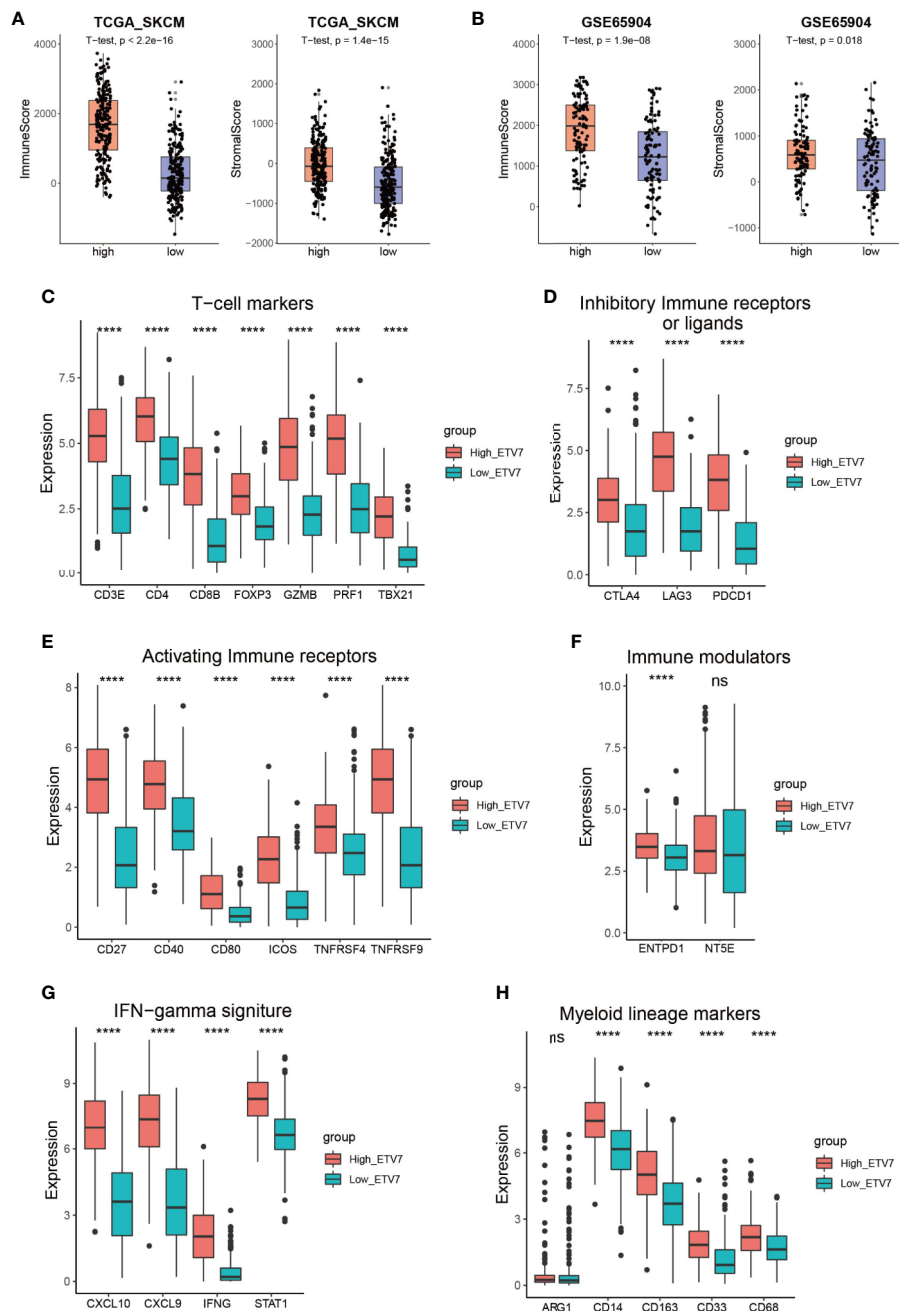 A
TCGA_SKCM
T-test, p < 2.2e-16
ImmuneScore
4000
2000
0
high
low
TCGA_SKCM
T-test, p = 1.4e-15
StromalScore
3000
2000
1000
0
−1000
−2000
high
low
B
GSE65904
T-test, p = 1.9e-08
ImmuneScore
4000
3000
2000
1000
0
high
low
GSE65904
T-test, p = 0.018
StromalScore
3000
2000
1000
0
−1000
high
low
C
T-cell markers
**** **** **** **** **** **** ****
Expression
7.5
5.0
2.5
0.0
CD3E CD4 CD8B FOXP3 GZMB PRF1 TBX21
group
High_ETV7
Low_ETV7
D
Inhibitory Immune receptors
or ligands
**** **** ****
Expression
7.5
5.0
2.5
0.0
CTLA4 LAG3 PDCD1
group
High_ETV7
Low_ETV7
E
Activating Immune receptors
**** **** **** **** **** ****
Expression
8
6
4
2
0
CD27 CD40 CD80 ICOS TNFRSF4 TNFRSF9
group
High_ETV7
Low_ETV7
F
Immune modulators
**** ns
Expression
10.0
7.5
5.0
2.5
0.0
ENTPD1 NT5E
group
High_ETV7
Low_ETV7
G
IFN−gamma signiture
**** **** **** ****
Expression
9
6
3
0
CXCL10 CXCL9 IFNG STAT1
group
High_ETV7
Low_ETV7
H
Myeloid lineage markers
ns **** **** **** ****
Expression
9
6
3
0
ARG1 CD14 CD163 CD33 CD68
group
High_ETV7
Low_ETV7